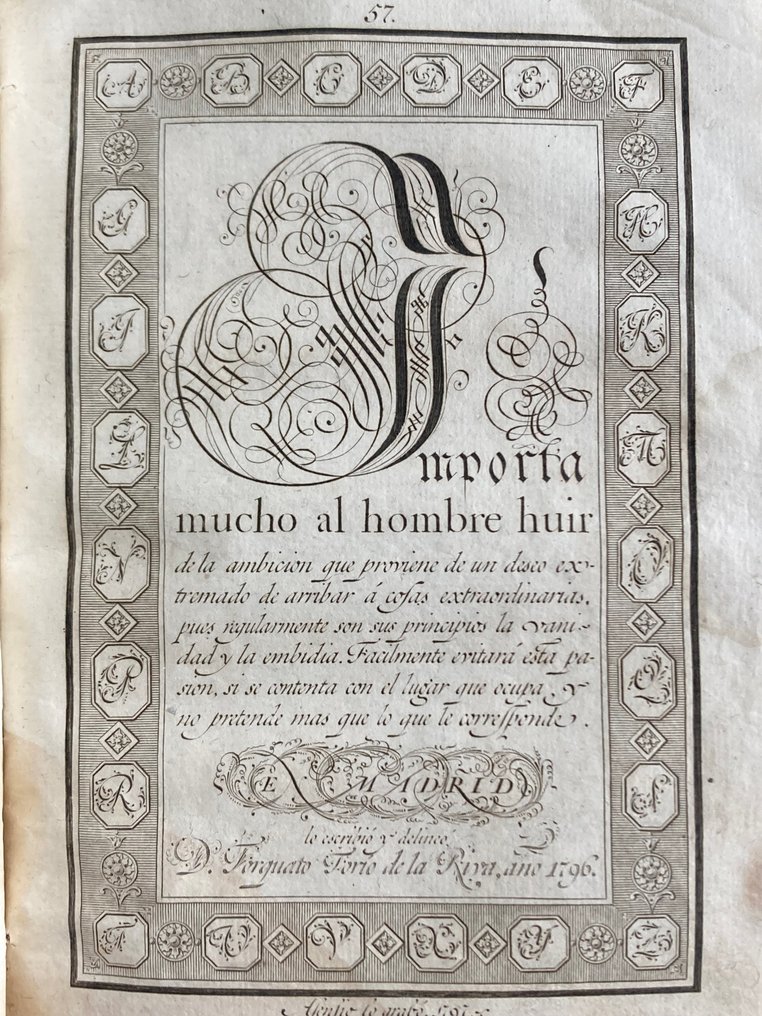 57.
A B C D E F
G H
I K
L M
N O
P Q
R S
T U V X Y Z
Importa
mucho al hombre huir
de la ambicion que proviene de un deseo ex-
tremado de arribar á coſas extraordinarias,
pues regularmente son sus principios la vani-
dad y la embidia. Facilmente evitará esta pa-
sion, si se contenta con el lugar que ocupa, y
no pretende mas que lo que le correſponde.
EN MADRID
lo escribió y delineó
D. Torquato Torio de la Riva, año 1796.
lo grabó